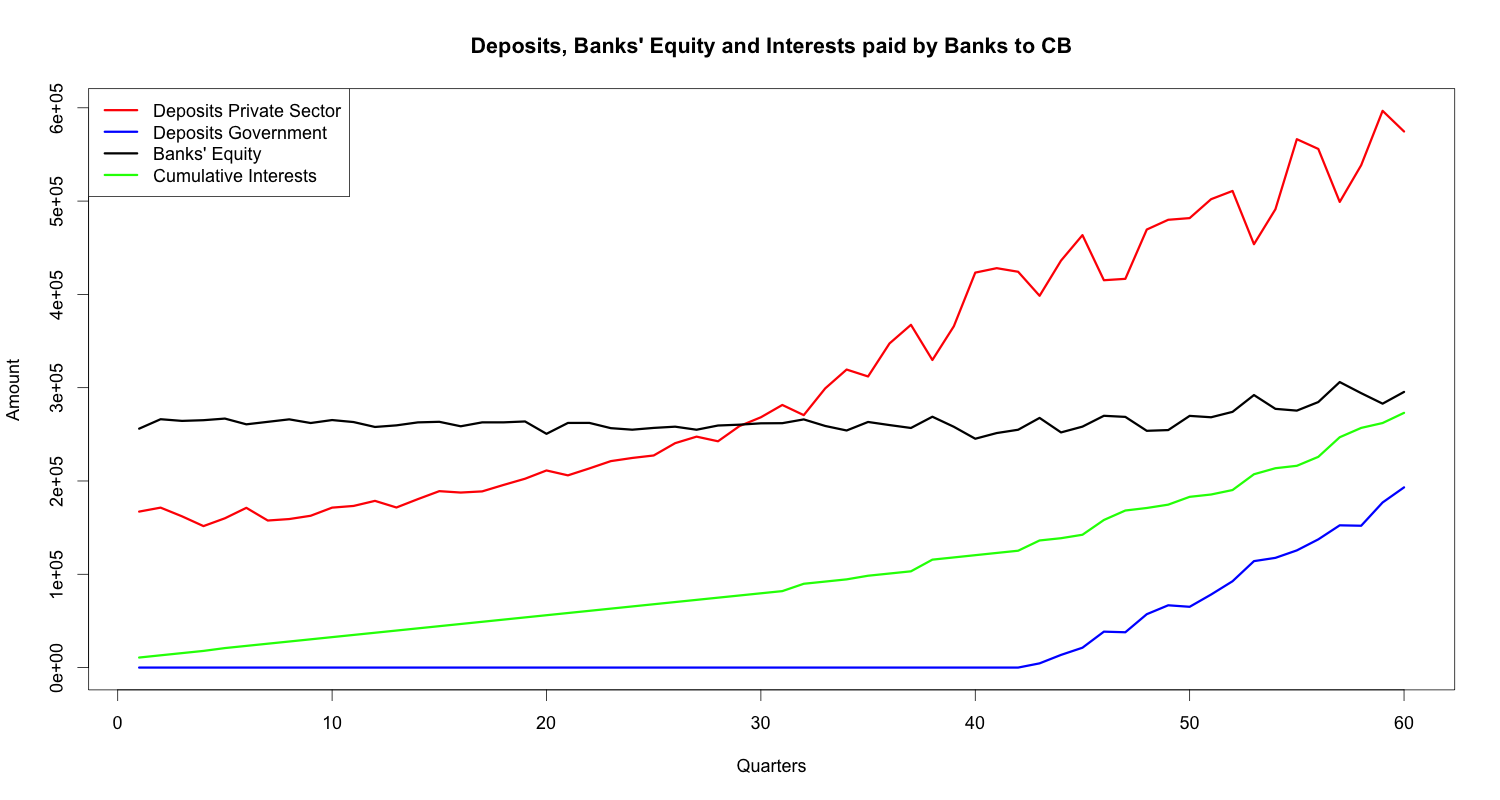 Deposits, Banks' Equity and Interests paid by Banks to CB
Deposits Private Sector
Deposits Government
Banks' Equity
Cumulative Interests
Amount
6e+05
5e+05
4e+05
3e+05
2e+05
1e+05
0e+00
0 10 20 30 40 50 60
Quarters